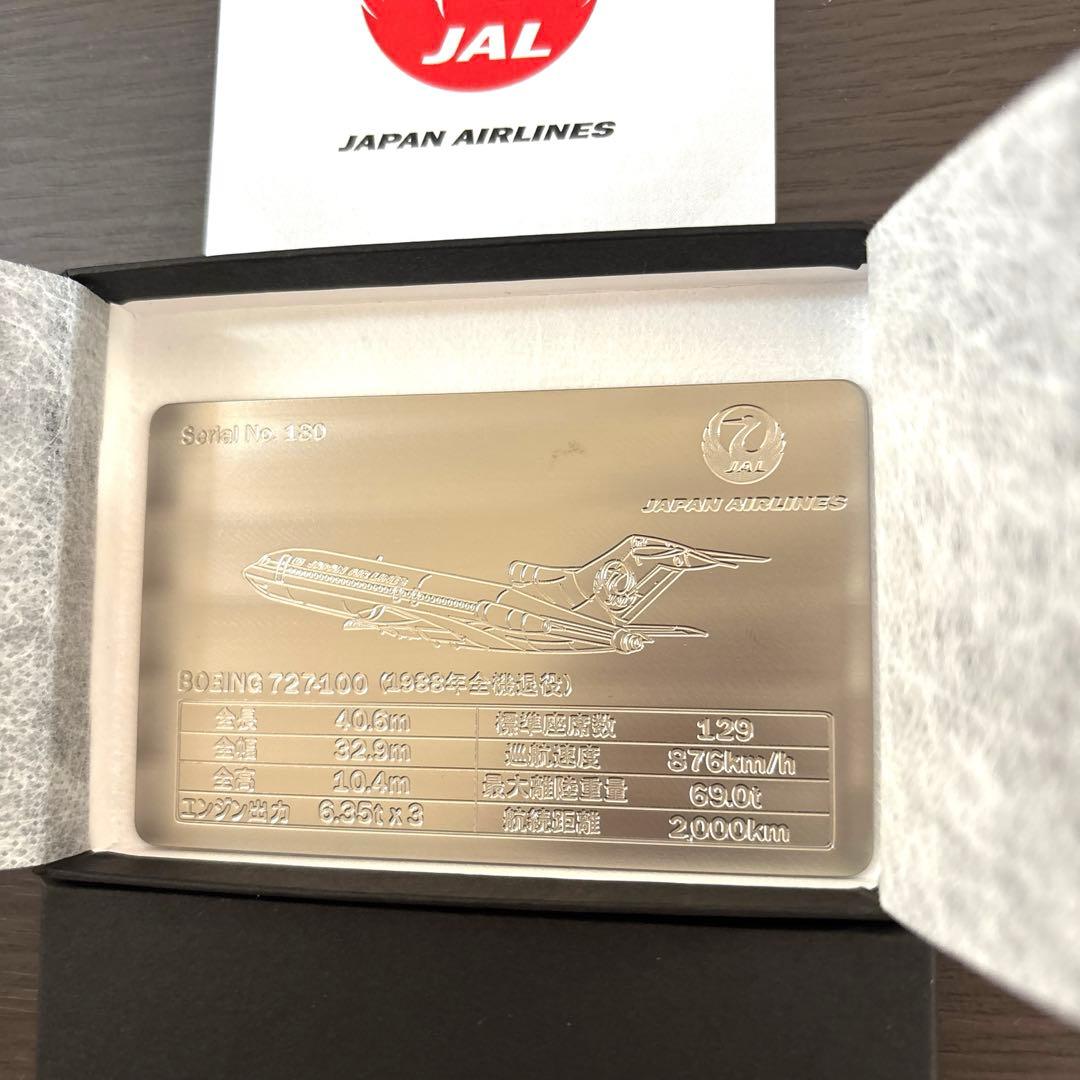 JAL
JAPAN AIRLINES
Serial No. 180
JAL
JAPAN AIRLINES
JAPAN AIR LINES
BOEING 727-100 (1988年全機退役)
全長 40.6m 標準座席数 129
全幅 32.9m 巡航速度 876km/h
全高 10.4m 最大離陸重量 69.0t
エンジン出力 6.35t x 3 航続距離 2,000km